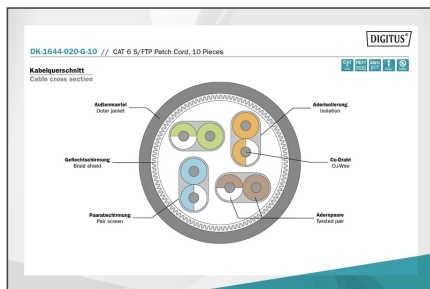 DIGITUS®
DK-1644-020-G-10 // CAT 6 S/FTP Patch Cord, 10 Pieces
Kabelquerschnitt
Cable cross section
Außenmantel
Outer jacket
Aderisolierung
Isolation
Geflechtschirmung
Braid shield
Cu-Draht
Cu-Wire
Paarabschirmung
Pair screen
Adernpaare
Twisted pair